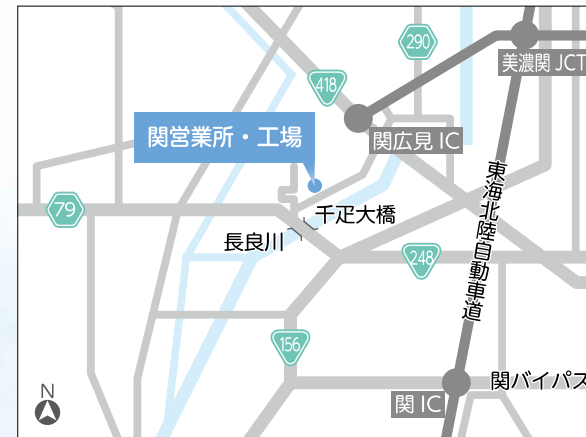 290
美濃関 JCT
418
関営業所・工場
関広見 IC
東海北陸自動車道
79
千疋大橋
長良川
248
156
関バイパス
関 IC
N